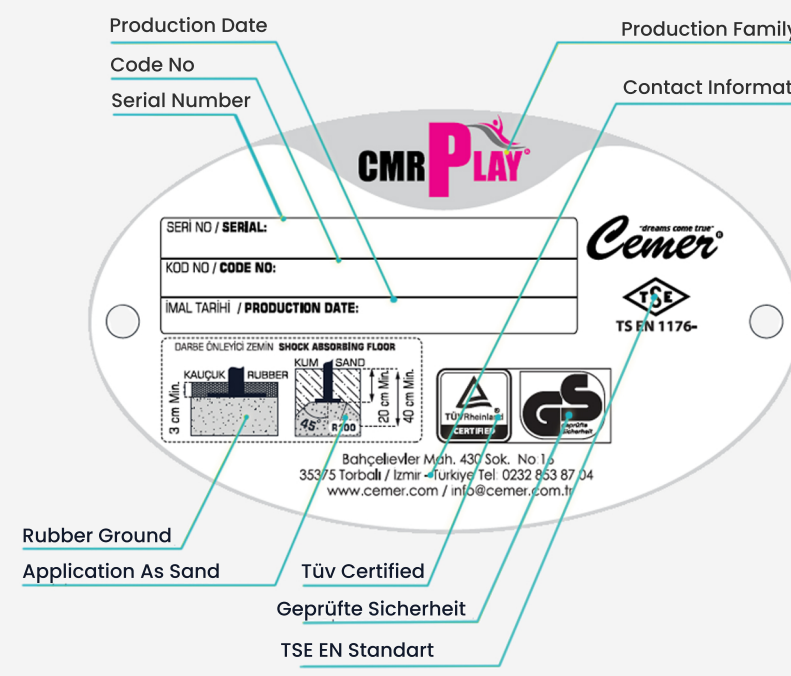 Production Date
Production Family
Code No
Contact Informat
Serial Number
CMRPLAY
SERİ NO / SERIAL:
"dreams come true"
Cemer®
KOD NO / CODE NO:
TSE
İMAL TARİHİ / PRODUCTION DATE:
TS EN 1176-
DARBE ÖNLEYİCİ ZEMİN SHOCK ABSORBING FLOOR
KUM SAND
KAUÇUK RUBBER
3 cm Min.
20 cm Min.
40 cm Min.
45°
R100
TÜVRheinland®
CERTIFIED
GS
geprüfte
Sicherheit
Bahçelievler Mah. 430 Sok. No:16
35375 Torbalı / Izmir - Turkiye Tel: 0232 853 87 04
www.cemer.com / info@cemer.com.tr
Rubber Ground
Application As Sand
Tüv Certified
Geprüfte Sicherheit
TSE EN Standart